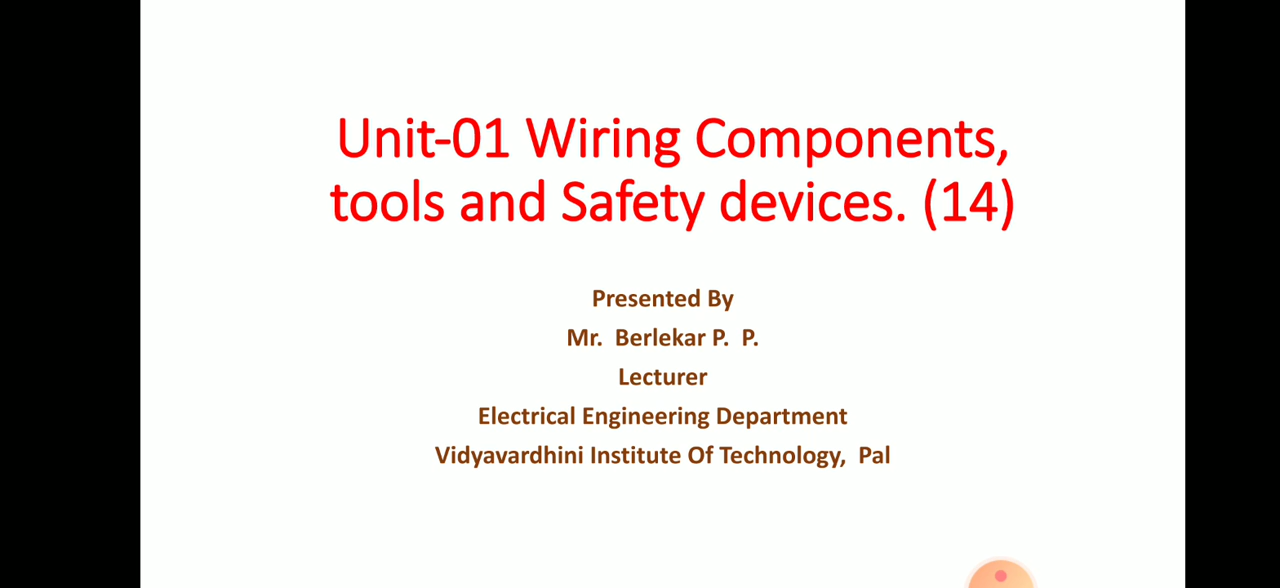 Unit-01 Wiring Components,
tools and Safety devices. (14)
Presented By
Mr. Berlekar P. P.
Lecturer
Electrical Engineering Department
Vidyavardhini Institute Of Technology, Pal